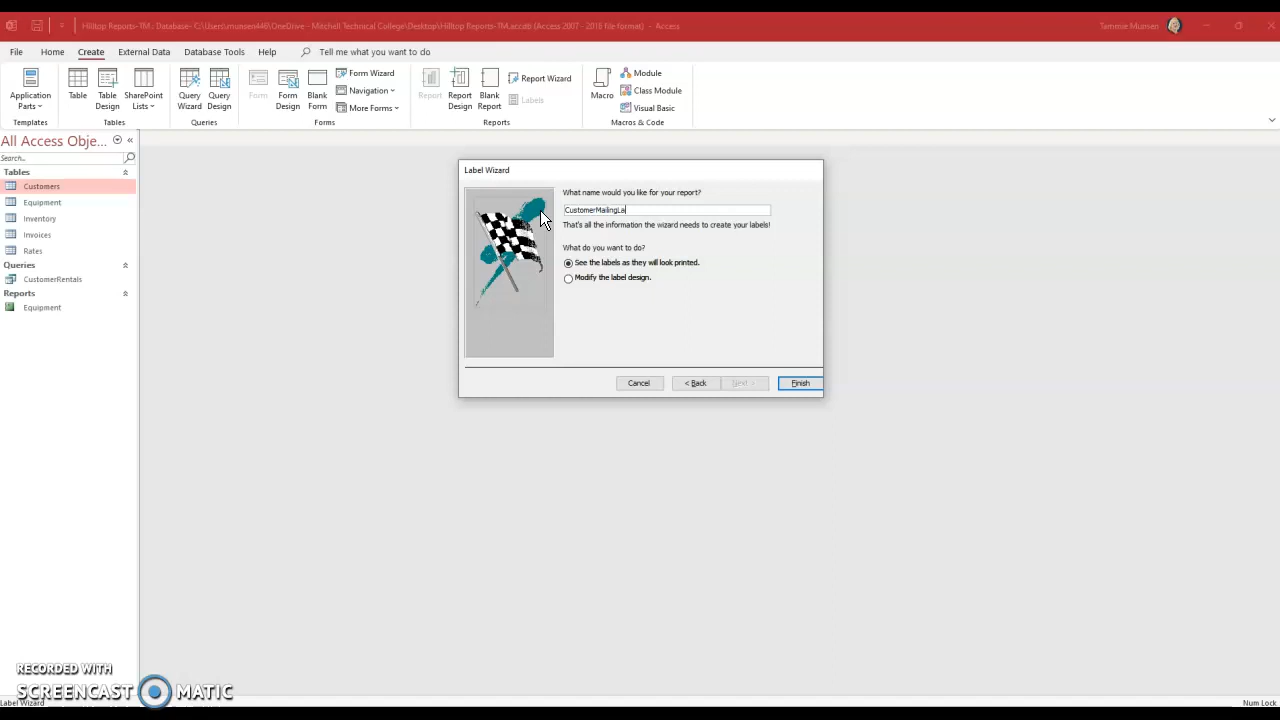 Hilltop Reports-TM : Database- C:\Users\munsen446\OneDrive - Mitchell Technical College\Desktop\Hilltop Reports-TM.accdb (Access 2007 - 2016 file format) - Access
Tammie Munsen
File Home Create External Data Database Tools Help Tell me what you want to do
Application Parts
Templates
Table
Table Design
SharePoint Lists
Tables
Query Wizard
Query Design
Queries
Form
Form Design
Blank Form
Form Wizard
Navigation
More Forms
Forms
Report
Report Design
Blank Report
Report Wizard
Labels
Reports
Macro
Module
Class Module
Visual Basic
Macros & Code
All Access Obje...
Search...
Tables
Customers
Equipment
Inventory
Invoices
Rates
Queries
CustomerRentals
Reports
Equipment
Label Wizard
What name would you like for your report?
CustomerMailingLa
That's all the information the wizard needs to create your labels!
What do you want to do?
See the labels as they will look printed.
Modify the label design.
Cancel < Back Next > Finish
RECORDED WITH
SCREENCAST MATIC
Label Wizard
Num Lock